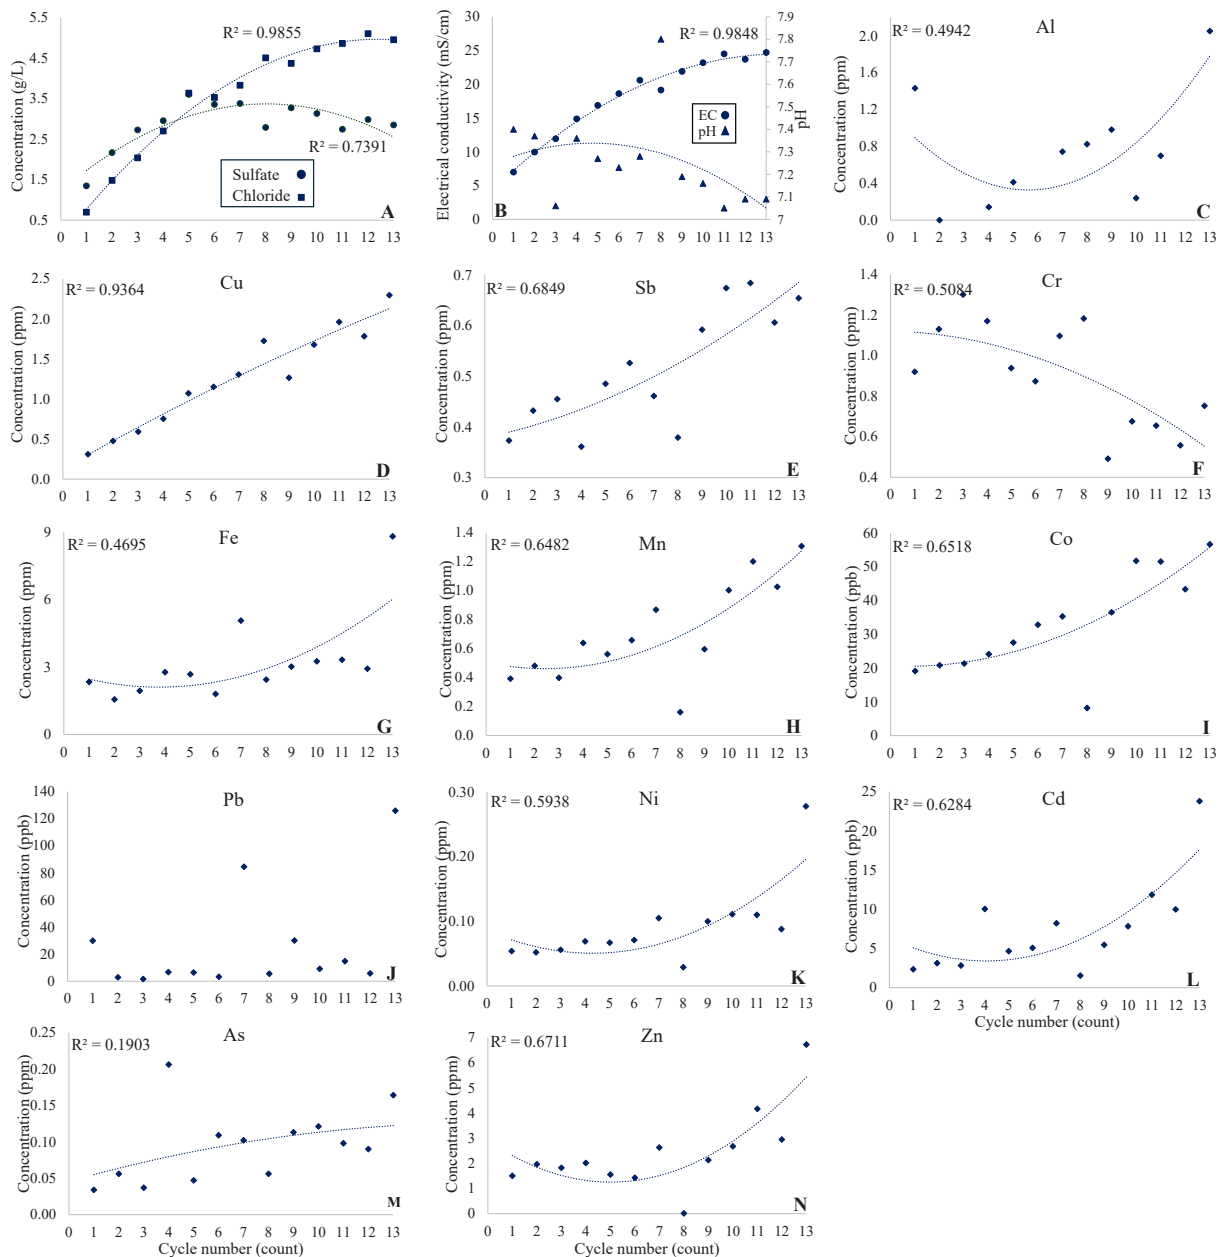 Concentration (g/L)
5.5
4.5
3.5
2.5
1.5
0.5
R² = 0.9855
R² = 0.7391
Sulfate
Chloride
A
0 1 2 3 4 5 6 7 8 9 10 11 12 13
Electrical conductivity (mS/cm)
30
25
20
15
10
5
0
R² = 0.9848
EC
pH
B
7.9
7.8
7.7
7.6
7.5
7.4
7.3
7.2
7.1
7
pH
0 1 2 3 4 5 6 7 8 9 10 11 12 13
Al
R² = 0.4942
Concentration (ppm)
2.0
1.6
1.2
0.8
0.4
0.0
C
0 1 2 3 4 5 6 7 8 9 10 11 12 13
Cu
R² = 0.9364
Concentration (ppm)
2.5
2.0
1.5
1.0
0.5
0.0
D
0 1 2 3 4 5 6 7 8 9 10 11 12 13
Sb
R² = 0.6849
Concentration (ppm)
0.7
0.6
0.5
0.4
0.3
E
0 1 2 3 4 5 6 7 8 9 10 11 12 13
Cr
R² = 0.5084
Concentration (ppm)
1.4
1.2
1.0
0.8
0.6
0.4
F
0 1 2 3 4 5 6 7 8 9 10 11 12 13
Fe
R² = 0.4695
Concentration (ppm)
9
6
3
0
G
0 1 2 3 4 5 6 7 8 9 10 11 12 13
Mn
R² = 0.6482
Concentration (ppm)
1.4
1.2
1.0
0.8
0.6
0.4
0.2
0.0
H
0 1 2 3 4 5 6 7 8 9 10 11 12 13
Co
R² = 0.6518
Concentration (ppb)
60
50
40
30
20
10
0
I
0 1 2 3 4 5 6 7 8 9 10 11 12 13
Pb
Concentration (ppb)
140
120
100
80
60
40
20
0
J
0 1 2 3 4 5 6 7 8 9 10 11 12 13
Ni
R² = 0.5938
Concentration (ppm)
0.30
0.20
0.10
0.00
K
0 1 2 3 4 5 6 7 8 9 10 11 12 13
Cd
R² = 0.6284
Concentration (ppb)
25
20
15
10
5
0
L
0 1 2 3 4 5 6 7 8 9 10 11 12 13
Cycle number (count)
As
R² = 0.1903
Concentration (ppm)
0.25
0.20
0.15
0.10
0.05
0.00
M
0 1 2 3 4 5 6 7 8 9 10 11 12 13
Cycle number (count)
Zn
R² = 0.6711
Concentration (ppm)
7
6
5
4
3
2
1
0
N
0 1 2 3 4 5 6 7 8 9 10 11 12 13
Cycle number (count)